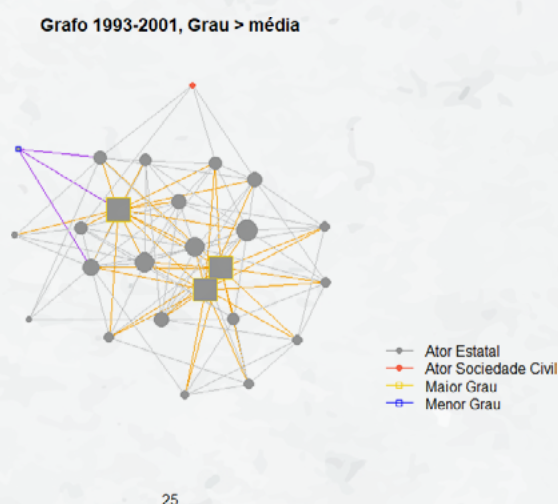 Grafo 1993-2001, Grau > média
Ator Estatal
Ator Sociedade Civil
Maior Grau
Menor Grau
25